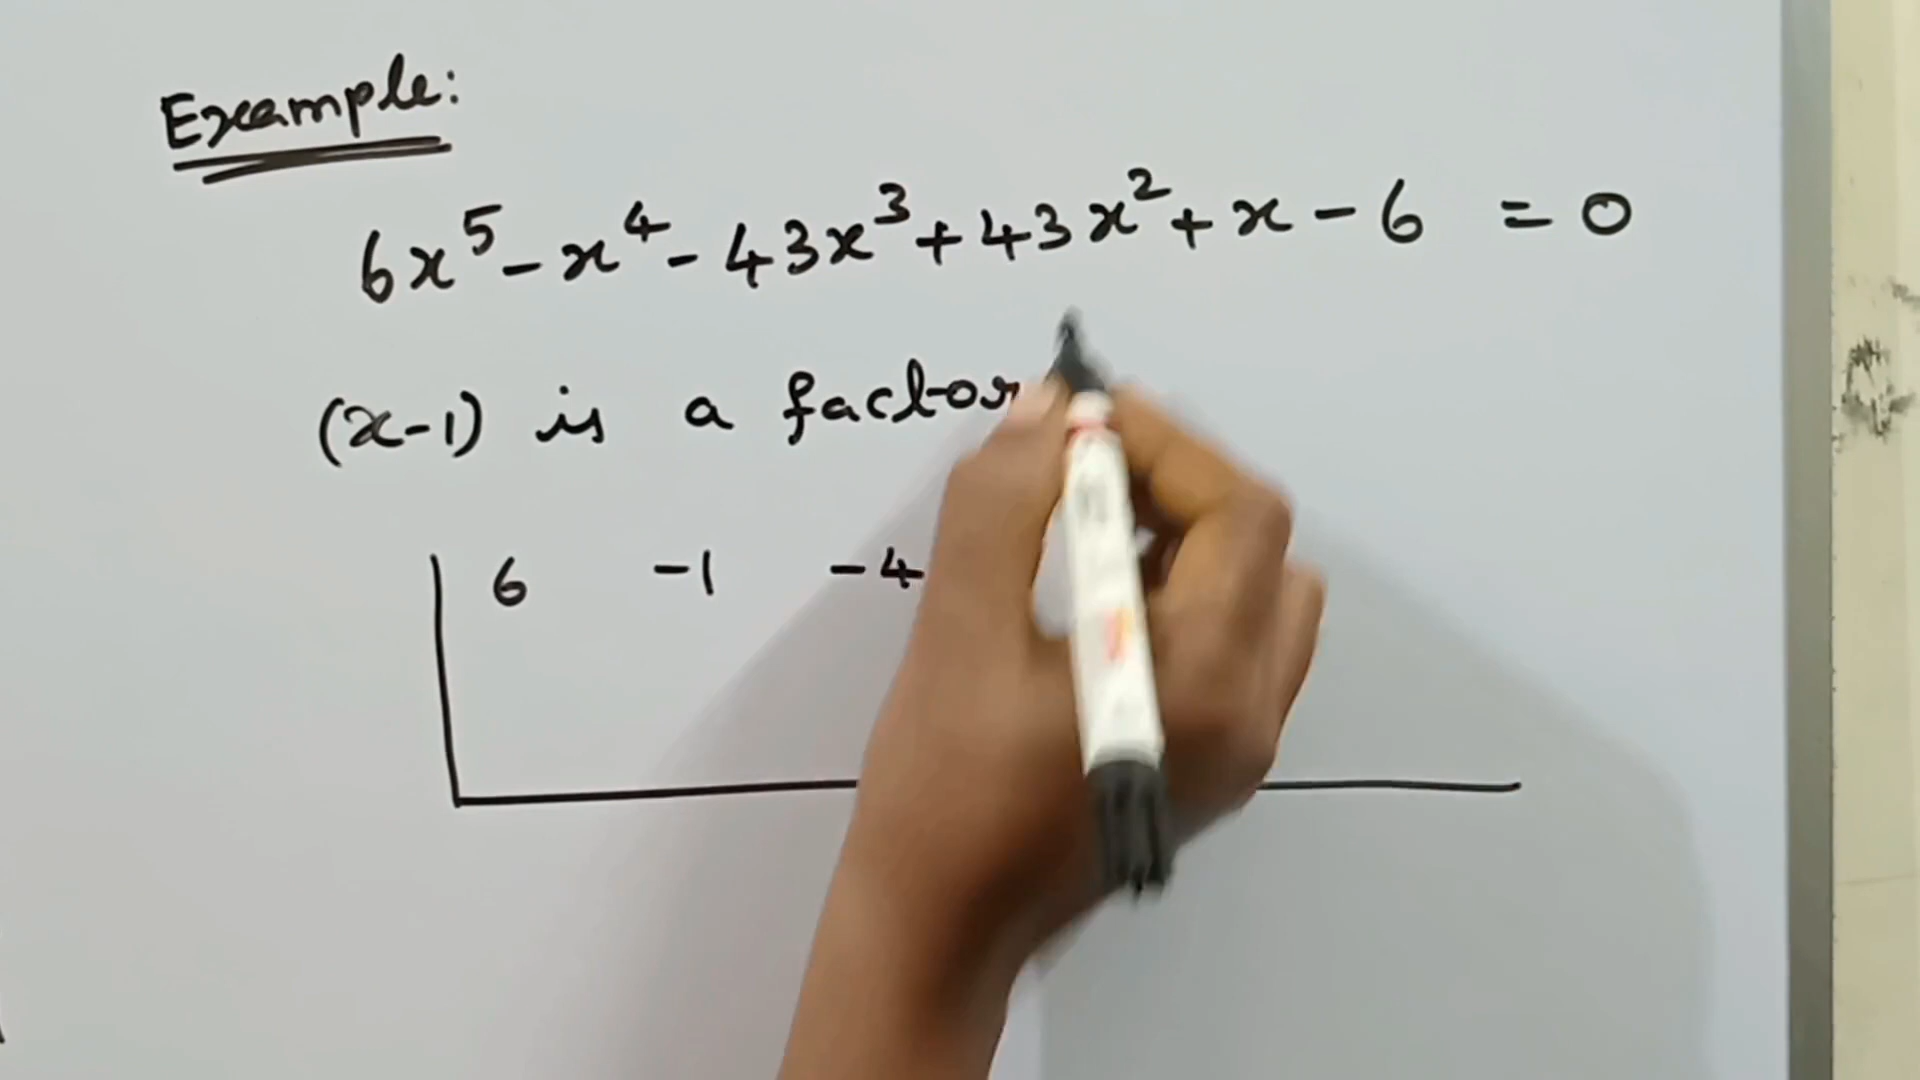 Example:
6x⁵ - x⁴ - 43x³ + 43x² + x - 6 = 0
(x-1) is a factor
6 -1 -4